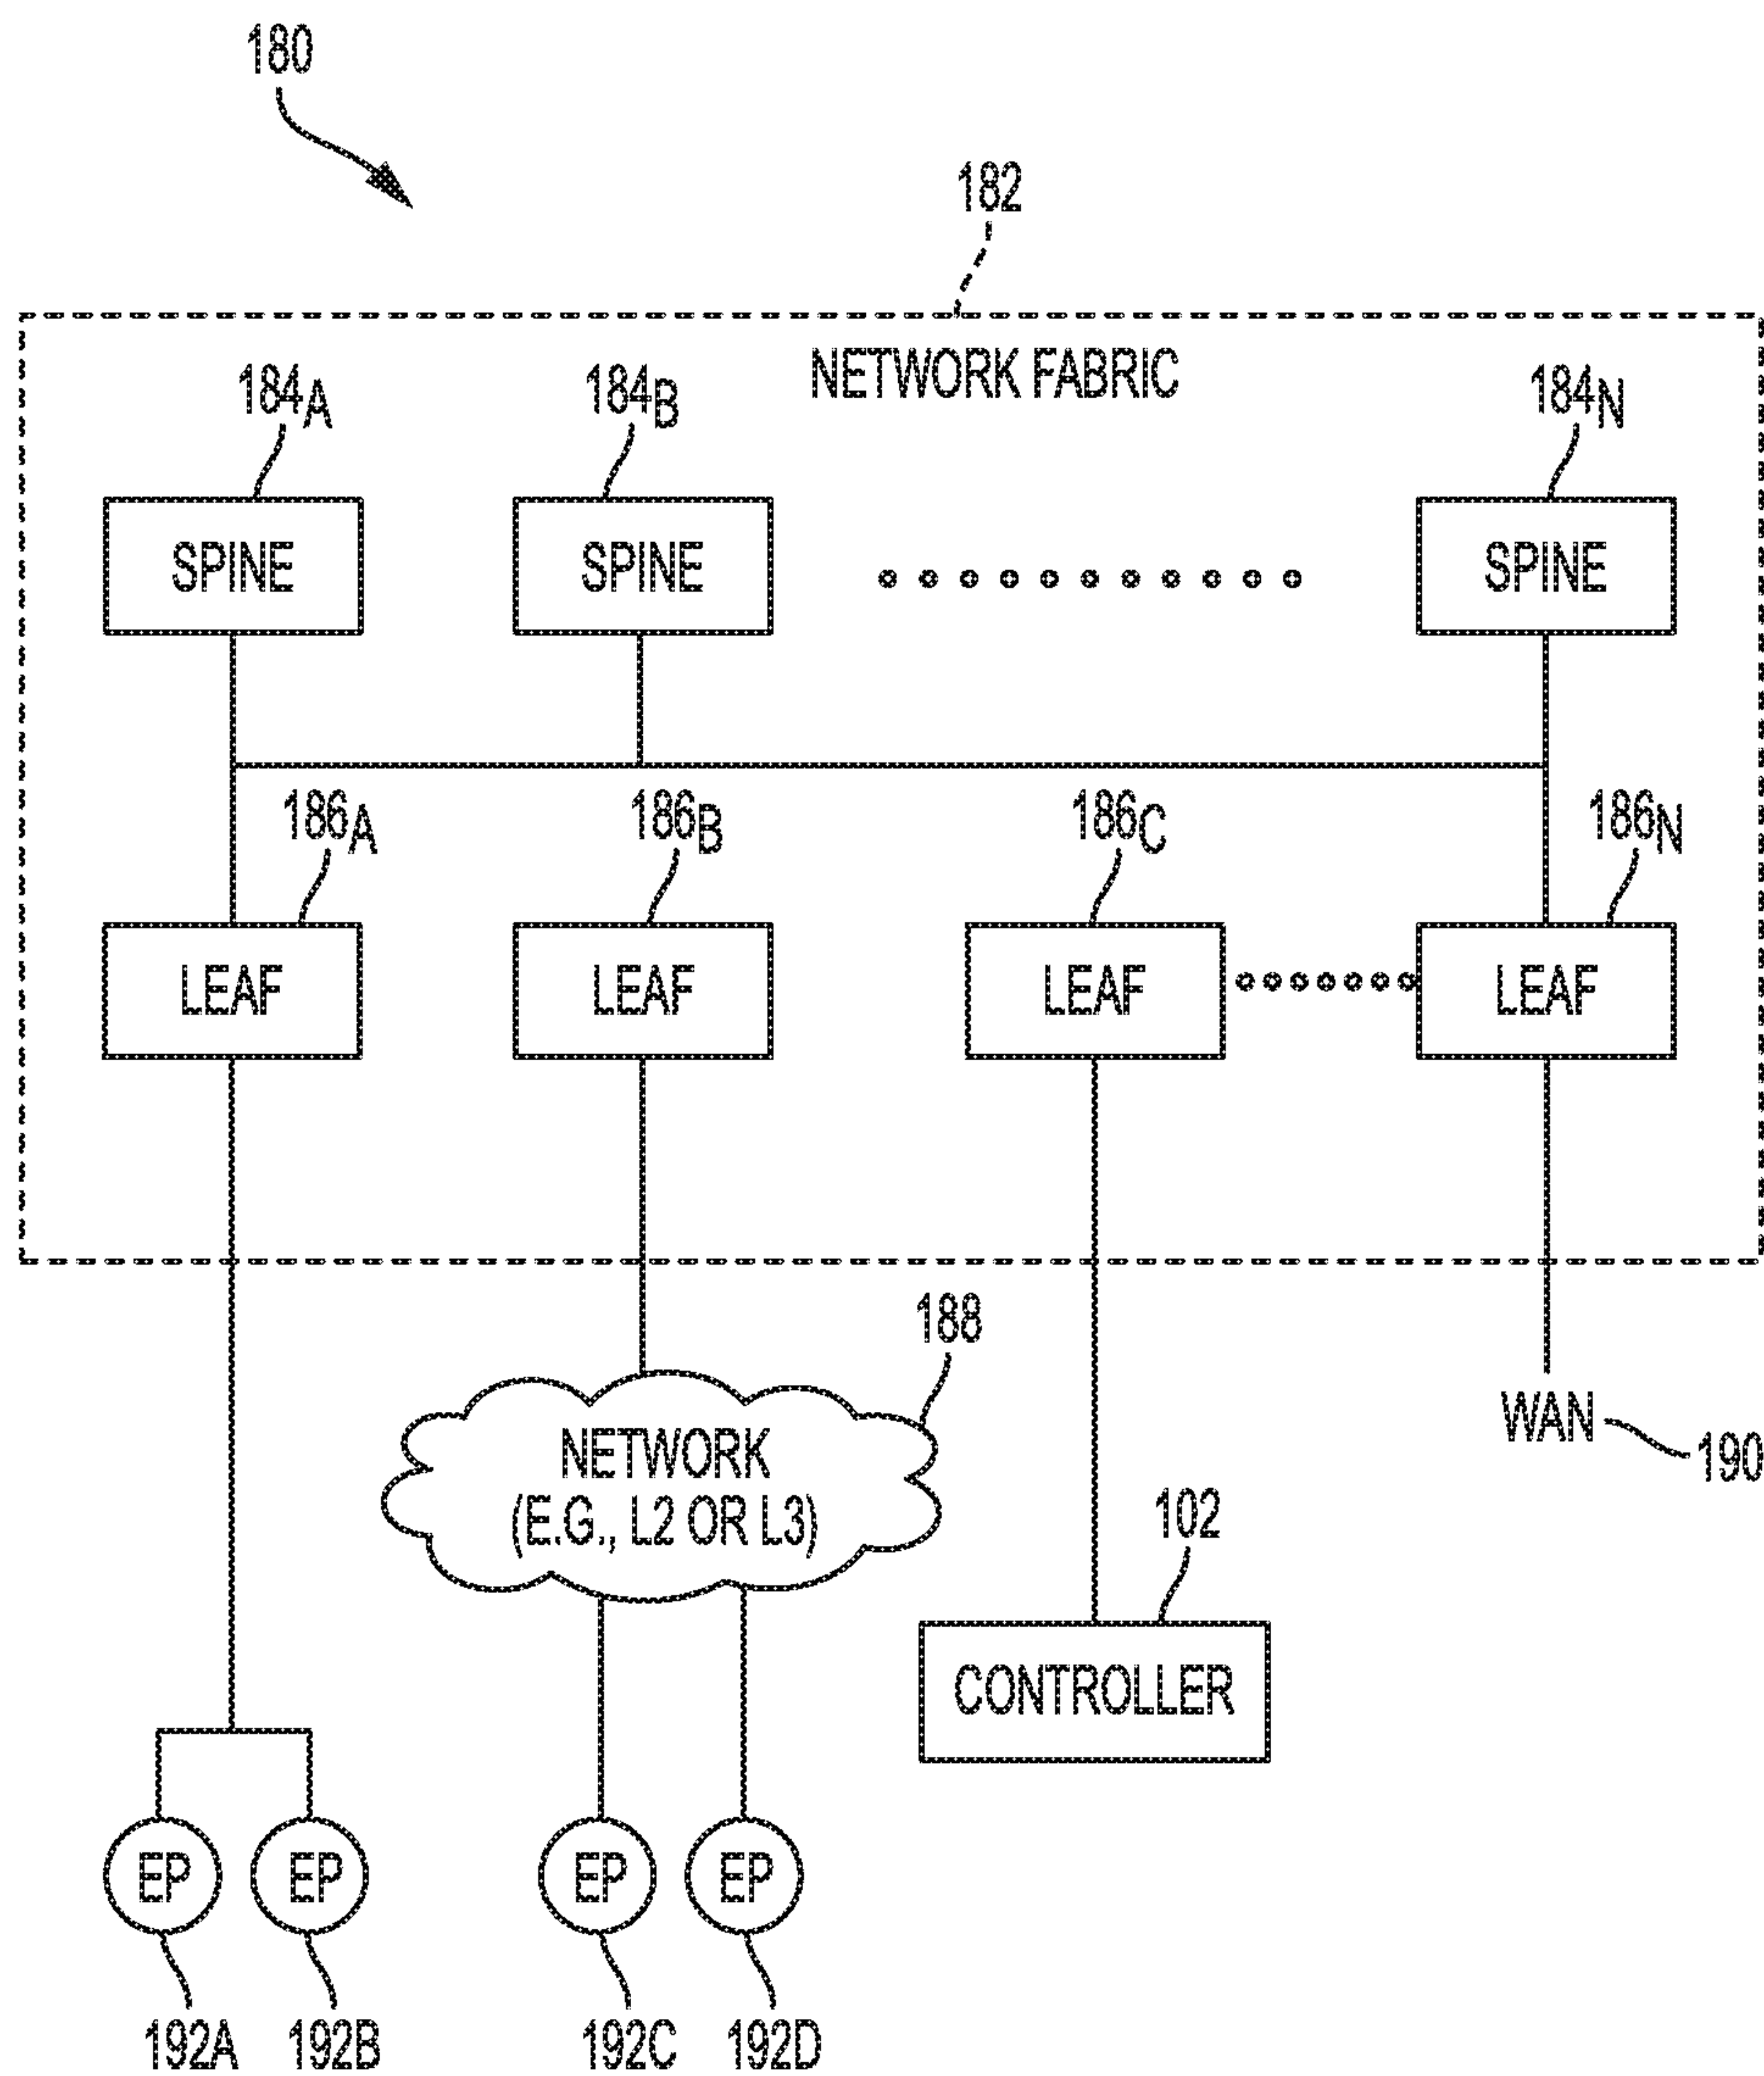 180
182
NETWORK FABRIC
184A
184B
184N
SPINE
SPINE
SPINE
186A
186B
186C
186N
LEAF
LEAF
LEAF
LEAF
188
NETWORK
(E.G., L2 OR L3)
WAN
190
102
CONTROLLER
EP
EP
EP
EP
192A
192B
192C
192D